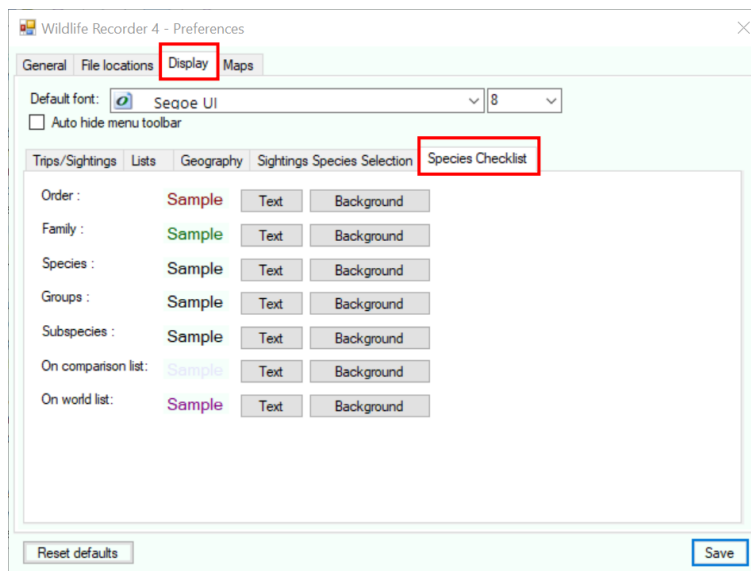 Wildlife Recorder 4 - Preferences
General File locations Display Maps
Default font: Segoe UI 8
Auto hide menu toolbar
Trips/Sightings Lists Geography Sightings Species Selection Species Checklist
Order : Sample Text Background
Family : Sample Text Background
Species : Sample Text Background
Groups : Sample Text Background
Subspecies : Sample Text Background
On comparison list: Sample Text Background
On world list: Sample Text Background
Reset defaults Save